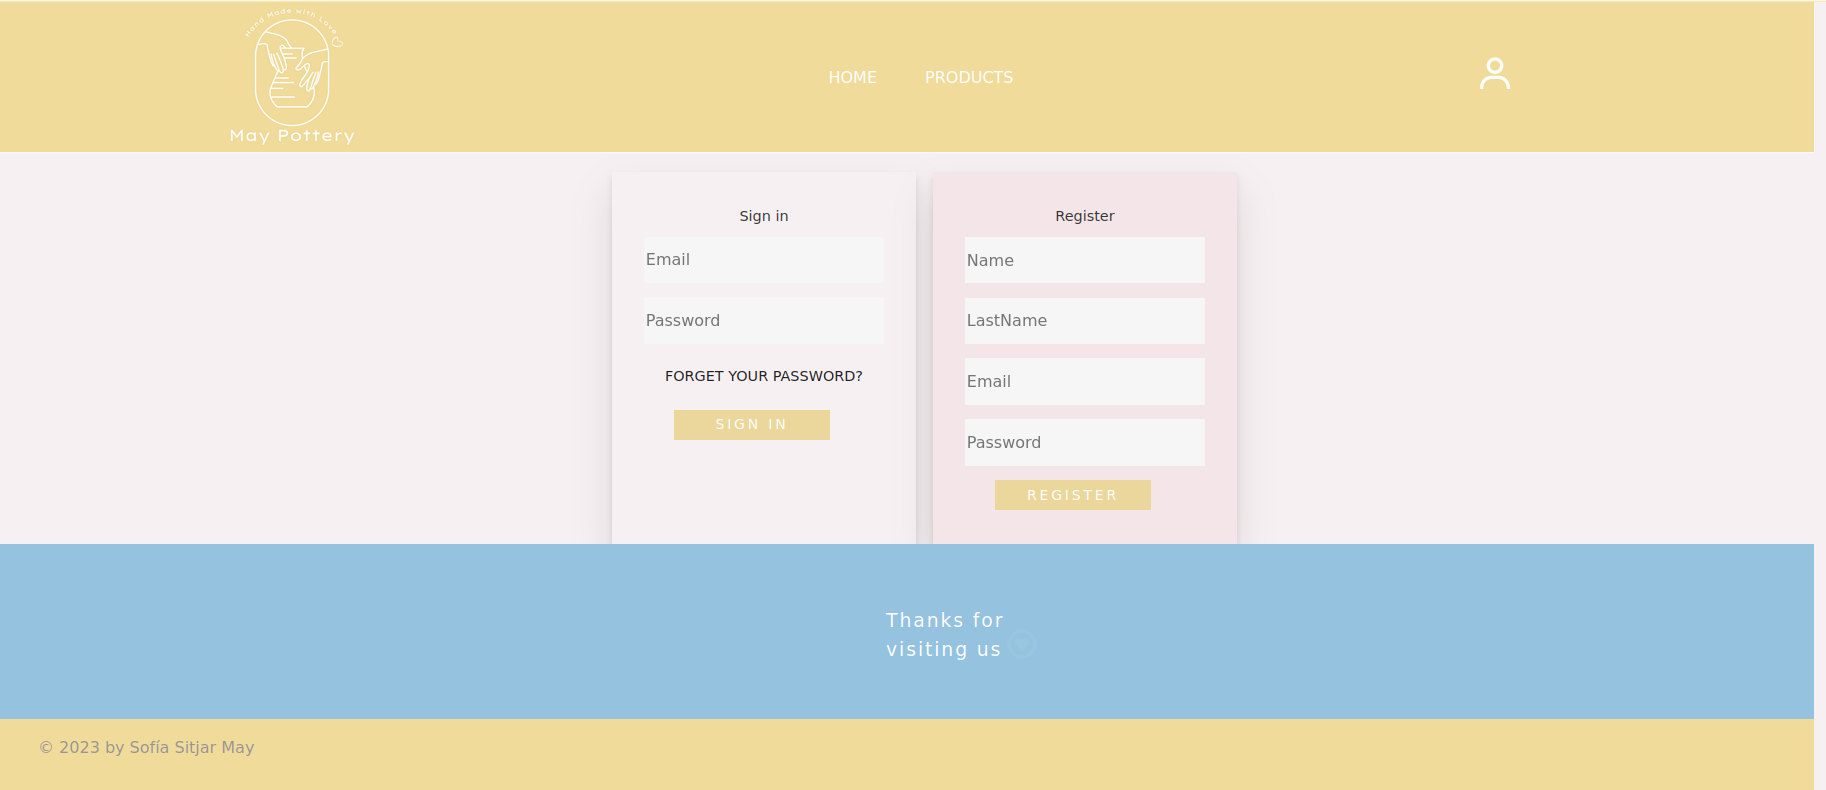 Hand Made with Love
May Pottery
HOME
PRODUCTS
Sign in
Email
Password
FORGET YOUR PASSWORD?
SIGN IN
Register
Name
LastName
Email
Password
REGISTER
Thanks for
visiting us
© 2023 by Sofía Sitjar May